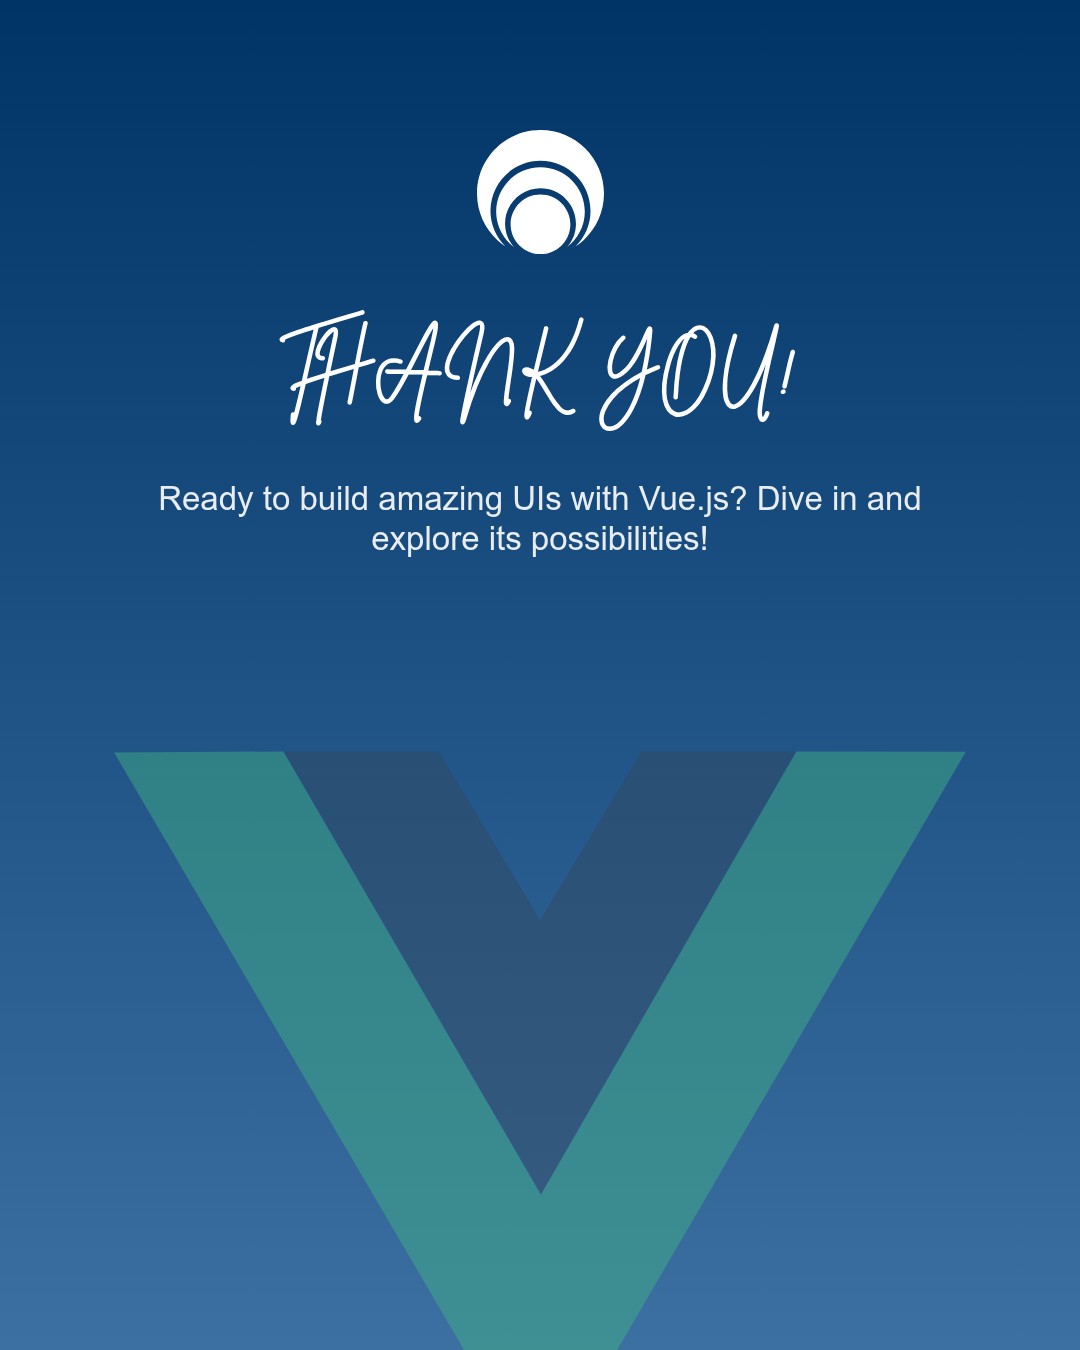 THANK YOU!
Ready to build amazing UIs with Vue.js? Dive in and
explore its possibilities!